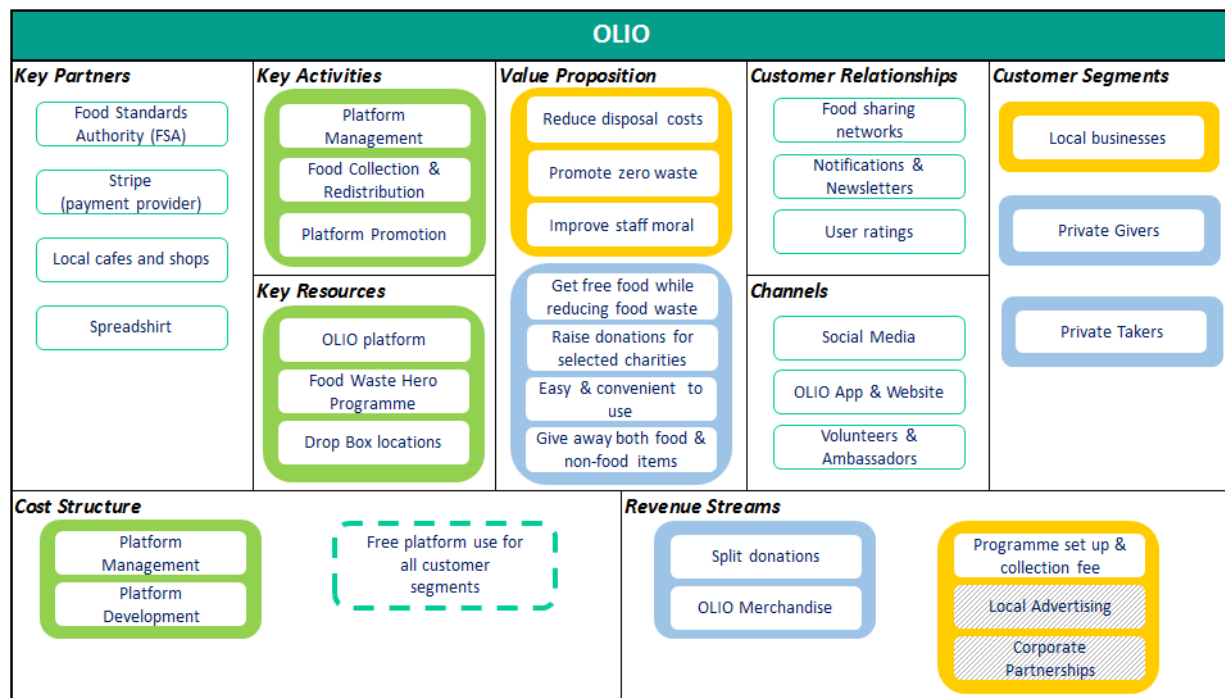 OLIO
Key Partners
Food Standards
Authority (FSA)
Stripe
(payment provider)
Local cafes and shops
Spreadshirt
Key Activities
Platform
Management
Food Collection &
Redistribution
Platform Promotion
Key Resources
OLIO platform
Food Waste Hero
Programme
Drop Box locations
Value Proposition
Reduce disposal costs
Promote zero waste
Improve staff moral
Get free food while
reducing food waste
Raise donations for
selected charities
Easy & convenient to
use
Give away both food &
non-food items
Customer Relationships
Food sharing
networks
Notifications &
Newsletters
User ratings
Channels
Social Media
OLIO App & Website
Volunteers &
Ambassadors
Customer Segments
Local businesses
Private Givers
Private Takers
Cost Structure
Platform
Management
Platform
Development
Free platform use for
all customer
segments
Revenue Streams
Split donations
OLIO Merchandise
Programme set up &
collection fee
Local Advertising
Corporate
Partnerships